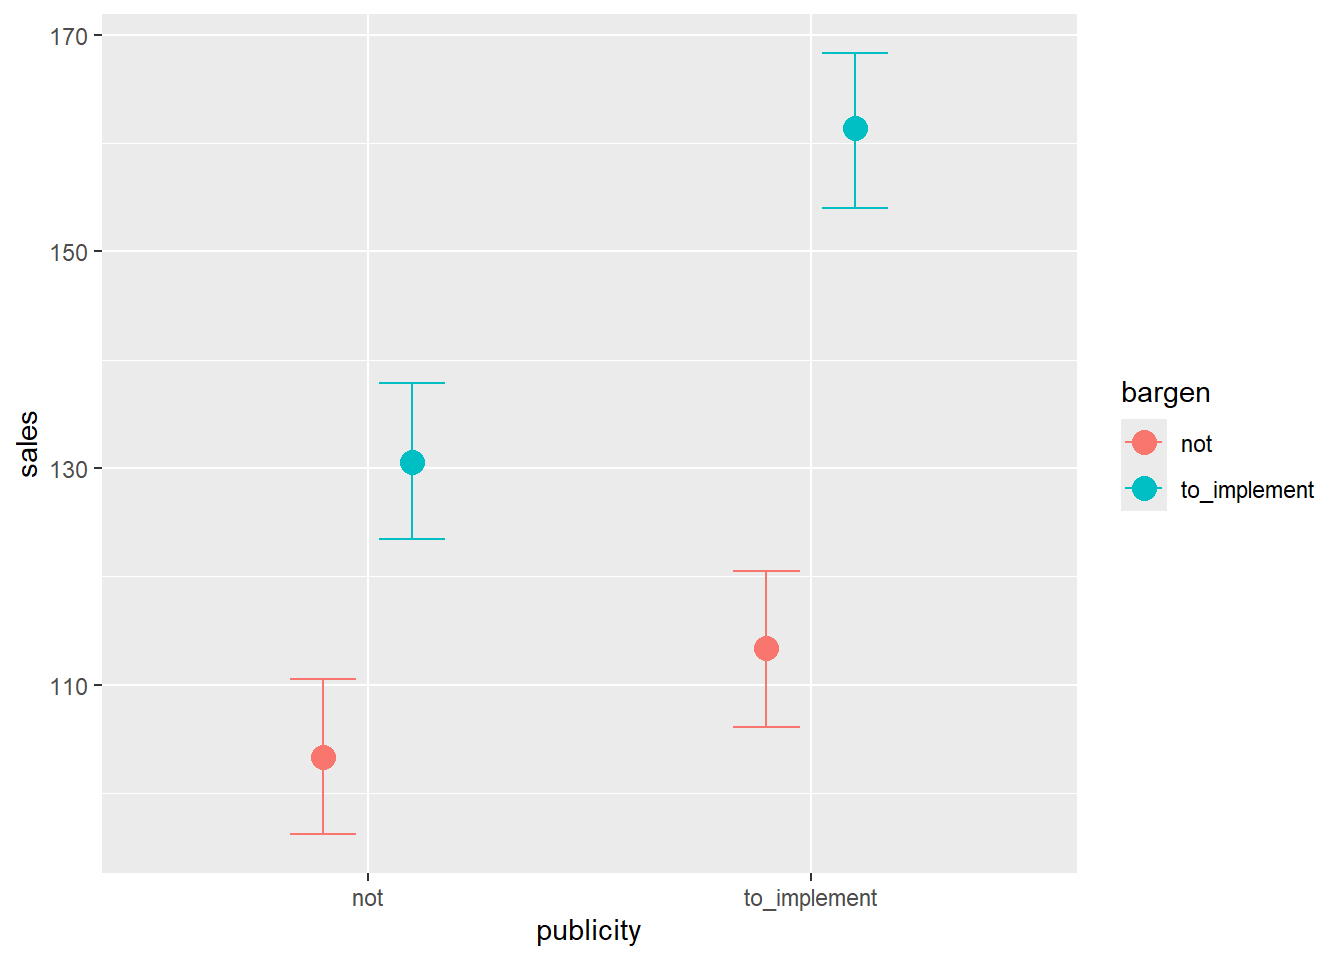 170
150
130
110
sales
not
to_implement
publicity
bargen
not
to_implement